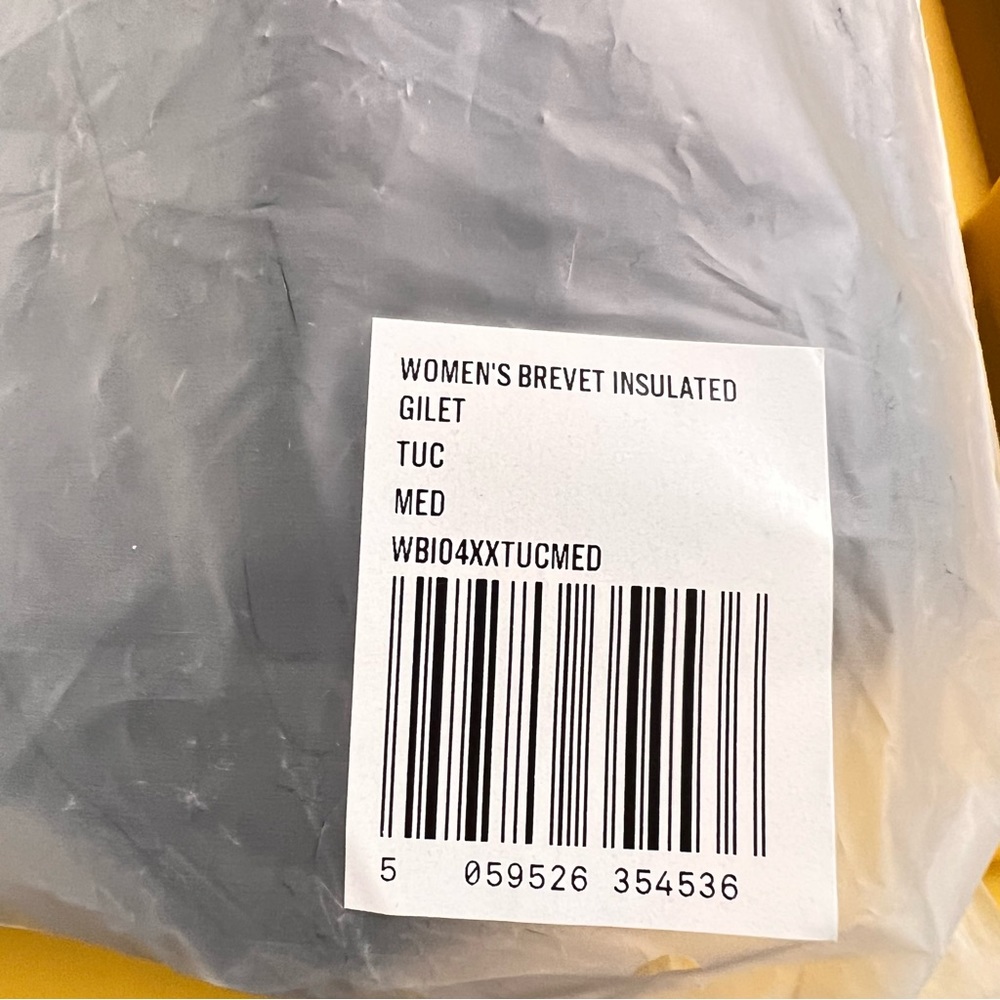 WOMEN'S BREVET INSULATED
GILET
TUC
MED
WBI04XXTUCMED
5 059526 354536